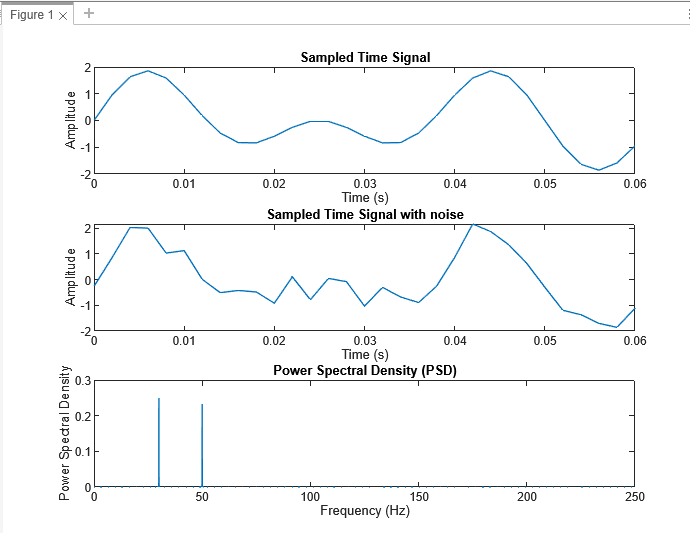 Figure 1 × +
Sampled Time Signal
Amplitude
2
1
0
-1
-2
0 0.01 0.02 0.03 0.04 0.05 0.06
Time (s)
Sampled Time Signal with noise
Amplitude
2
1
0
-1
-2
0 0.01 0.02 0.03 0.04 0.05 0.06
Time (s)
Power Spectral Density (PSD)
Power Spectral Density
0.3
0.2
0.1
0
0 50 100 150 200 250
Frequency (Hz)